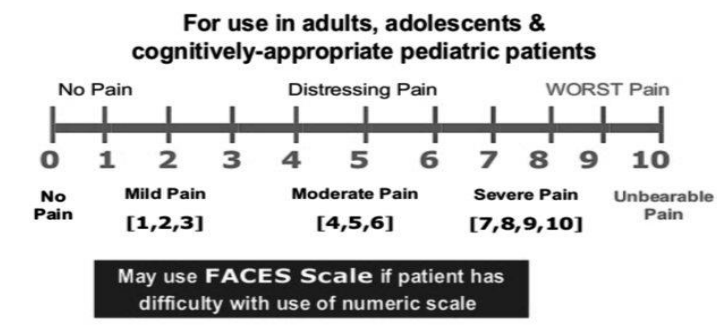 For use in adults, adolescents &
cognitively-appropriate pediatric patients
No Pain Distressing Pain WORST Pain
0 1 2 3 4 5 6 7 8 9 10
No Pain Mild Pain Moderate Pain Severe Pain Unbearable Pain
[1,2,3] [4,5,6] [7,8,9,10]
May use FACES Scale if patient has
difficulty with use of numeric scale